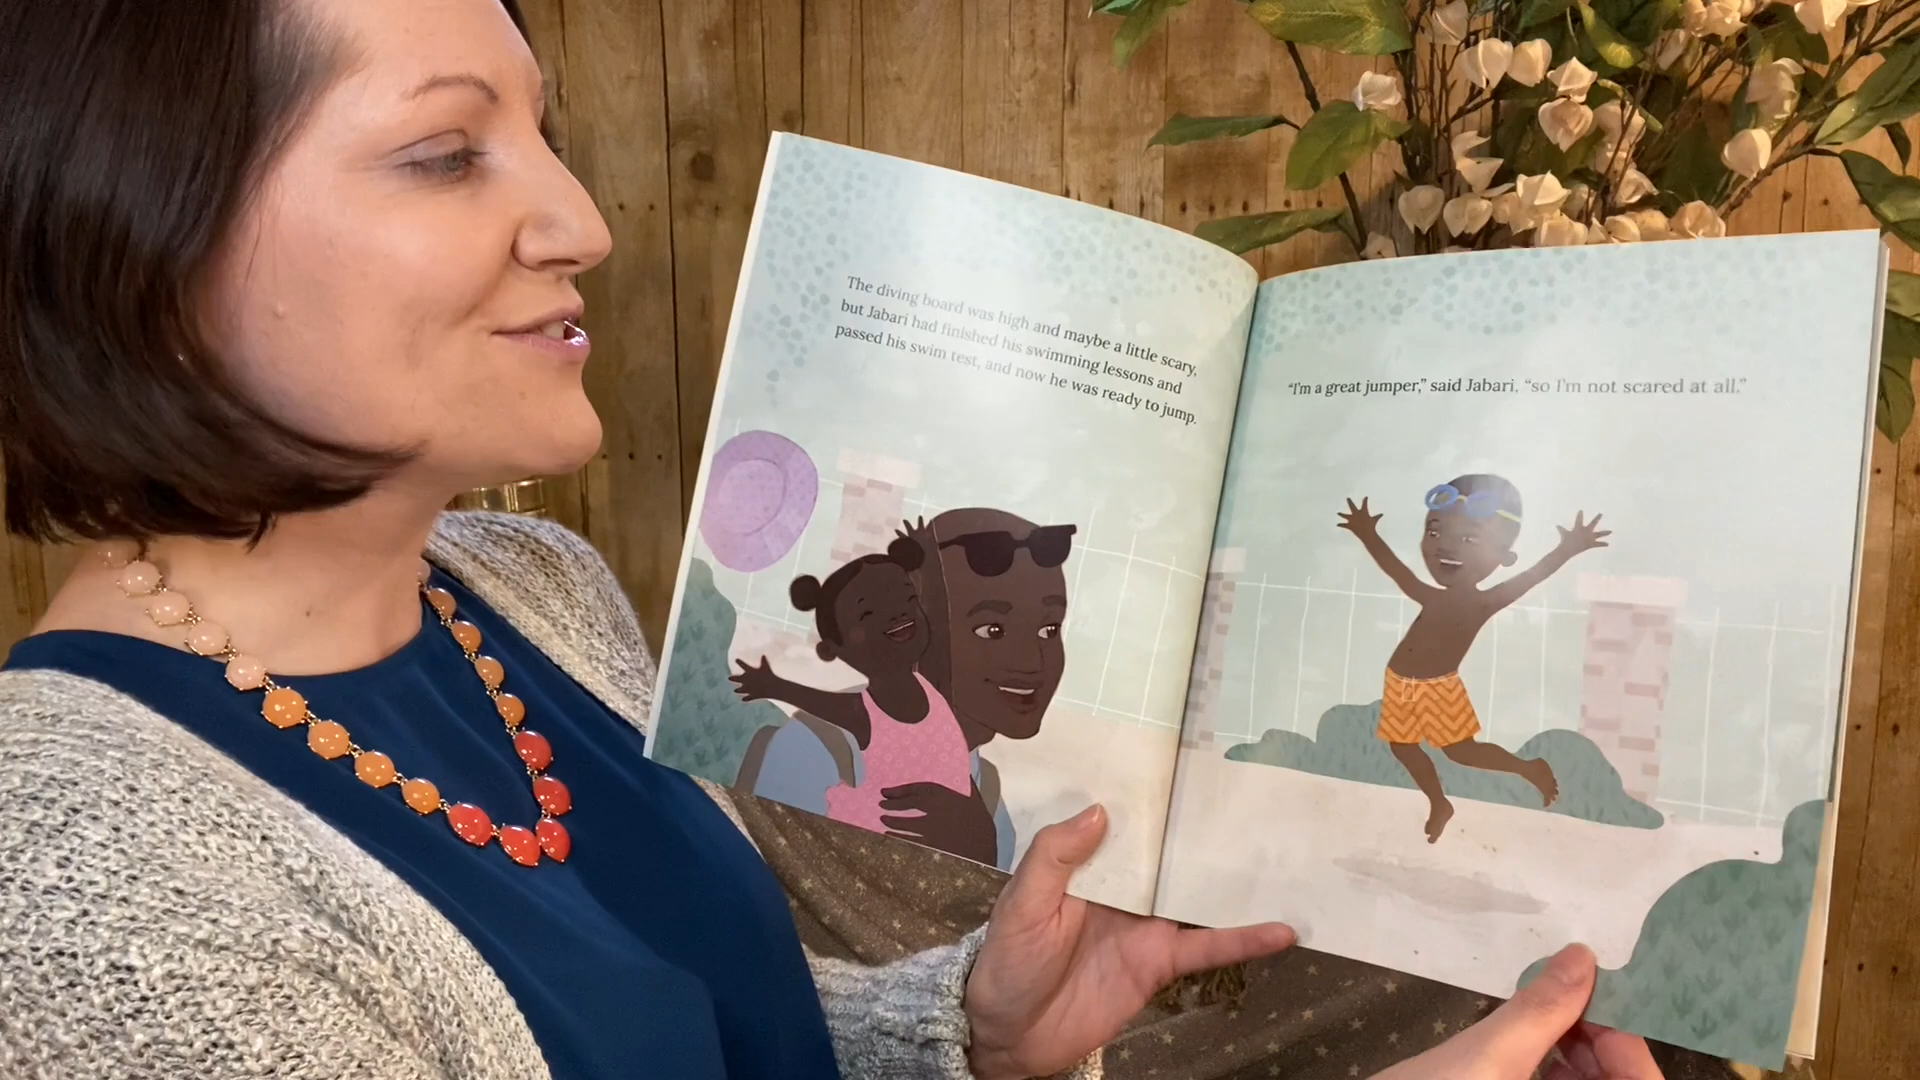 The diving board was high and maybe a little scary,
but Jabari had finished his swimming lessons and
passed his swim test, and now he was ready to jump.
“I’m a great jumper,” said Jabari, “so I’m not scared at all.”